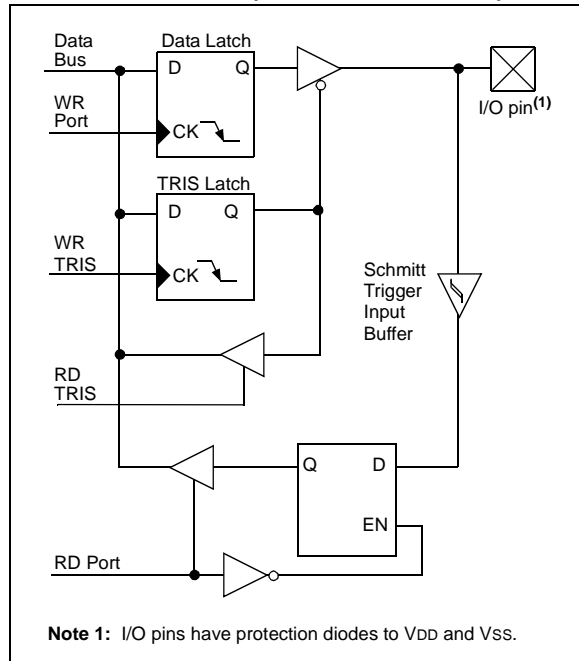 Data
Bus
Data Latch
D
Q
WR
Port
CK
I/O pin(1)
TRIS Latch
D
Q
WR
TRIS
CK
Schmitt
Trigger
Input
Buffer
RD
TRIS
Q
D
EN
RD Port
Note 1: I/O pins have protection diodes to VDD and VSS.